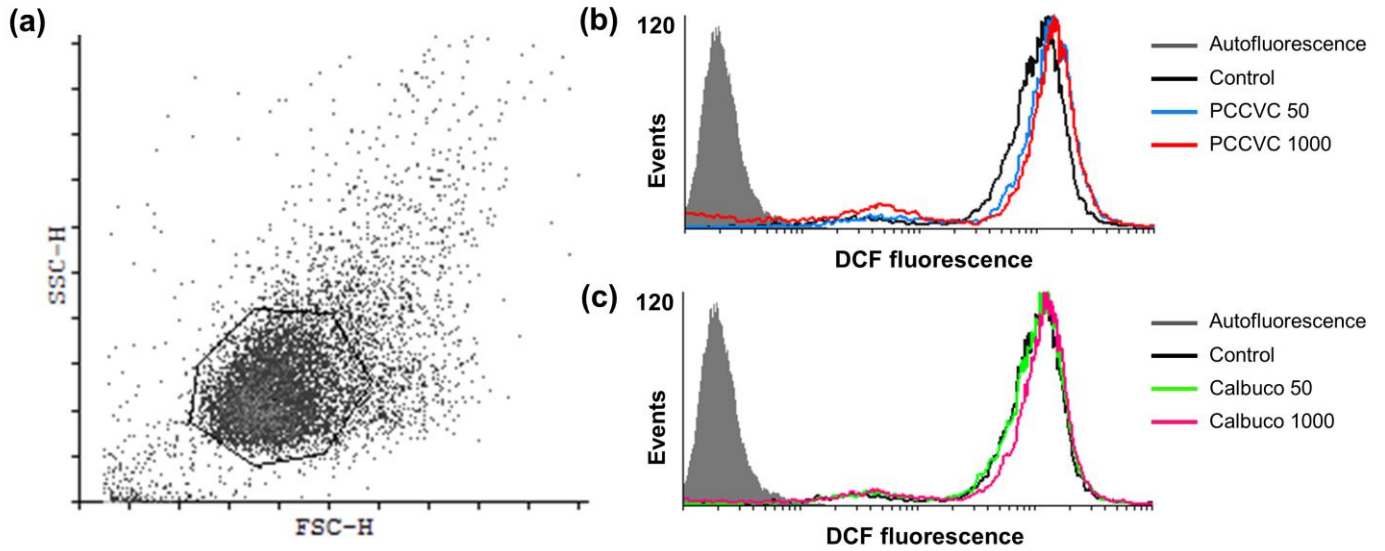 (a)
SSC-H
FSC-H
(b)
120
Events
DCF fluorescence
Autofluorescence
Control
PCCVC 50
PCCVC 1000
(c)
120
Events
DCF fluorescence
Autofluorescence
Control
Calbuco 50
Calbuco 1000